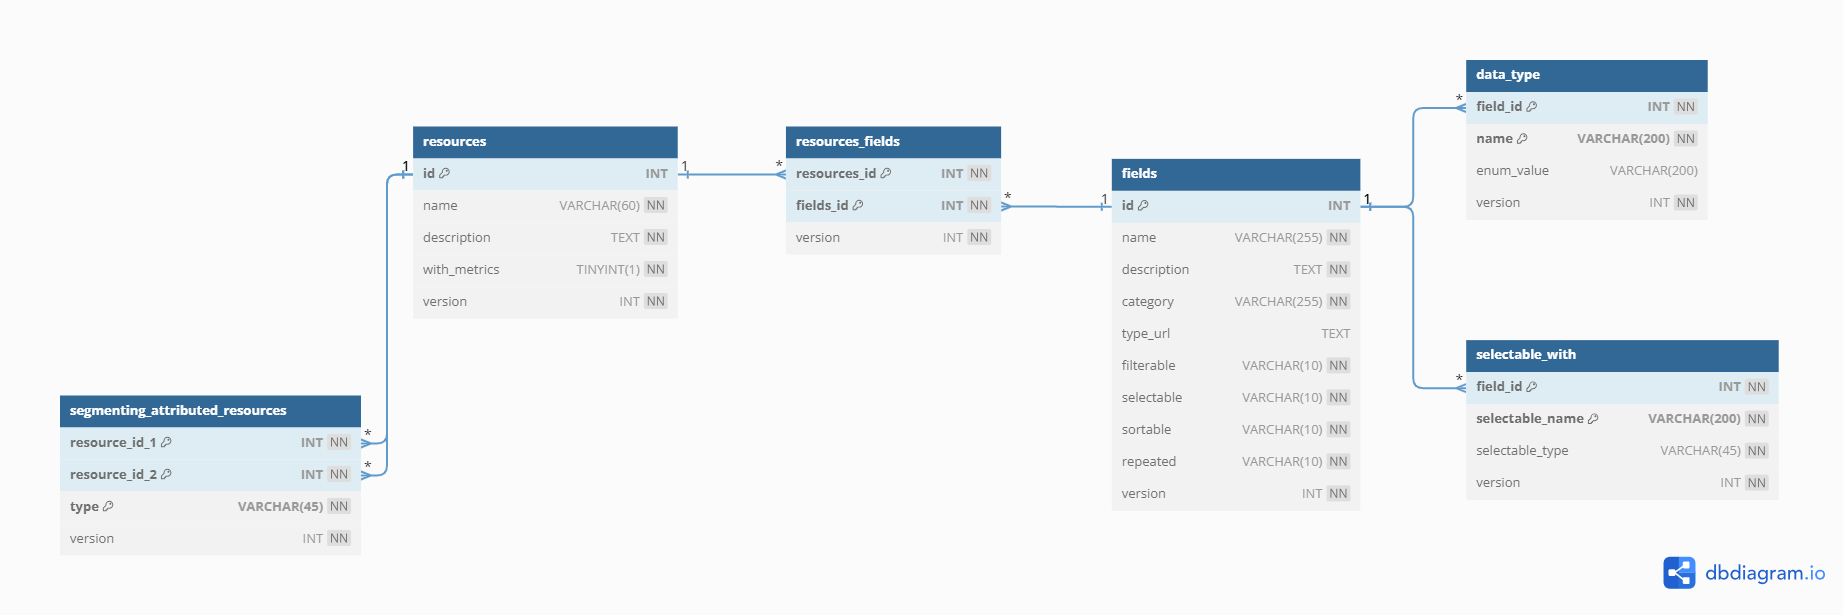 resources
1
id INT
1
name VARCHAR(60) NN
description TEXT NN
with_metrics TINYINT(1) NN
version INT NN
resources_fields
*
resources_id INT NN
fields_id INT NN
*
version INT NN
fields
1
id INT
1
name VARCHAR(255) NN
description TEXT NN
category VARCHAR(255) NN
type_url TEXT
filterable VARCHAR(10) NN
selectable VARCHAR(10) NN
sortable VARCHAR(10) NN
repeated VARCHAR(10) NN
version INT NN
data_type
*
field_id INT NN
name VARCHAR(200) NN
enum_value VARCHAR(200)
version INT NN
selectable_with
*
field_id INT NN
selectable_name VARCHAR(200) NN
selectable_type VARCHAR(45) NN
version INT NN
segmenting_attributed_resources
resource_id_1 INT NN
*
resource_id_2 INT NN
*
type VARCHAR(45) NN
version INT NN
dbdiagram.io